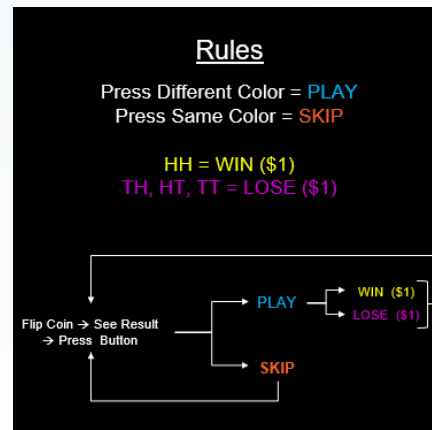 Rules
Press Different Color = PLAY
Press Same Color = SKIP
HH = WIN ($1)
TH, HT, TT = LOSE ($1)
Flip Coin → See Result
→ Press Button
PLAY
WIN ($1)
LOSE ($1)
SKIP